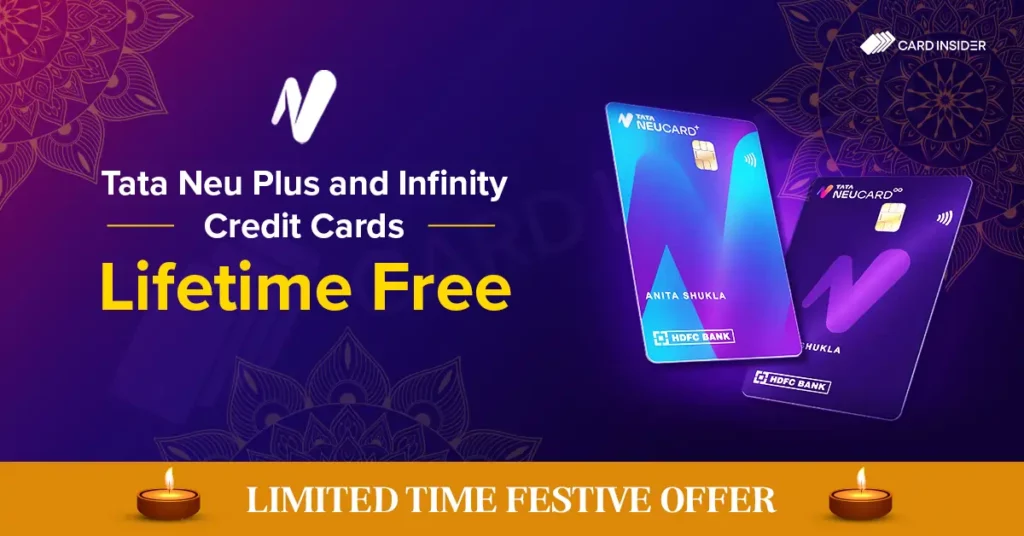 CARD INSIDER
Tata Neu Plus and Infinity
Credit Cards
Lifetime Free
TATA
NEUCARD+
ANITA SHUKLA
HDFC BANK
TATA
NEUCARD∞
SHUKLA
HDFC BANK
LIMITED TIME FESTIVE OFFER